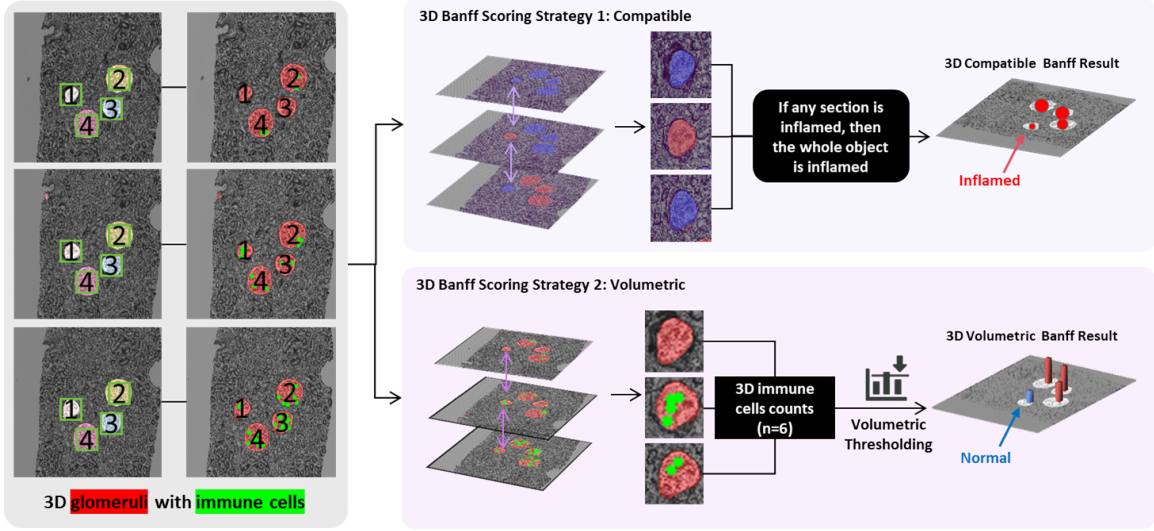 1
2
3
4
1
2
3
4
1
2
3
4
1
2
3
4
1
2
3
4
1
2
3
4
3D glomeruli with immune cells
3D Banff Scoring Strategy 1: Compatible
If any section is
inflamed, then
the whole object
is inflamed
3D Compatible Banff Result
Inflamed
3D Banff Scoring Strategy 2: Volumetric
3D immune
cells counts
(n=6)
Volumetric
Thresholding
3D Volumetric Banff Result
Normal